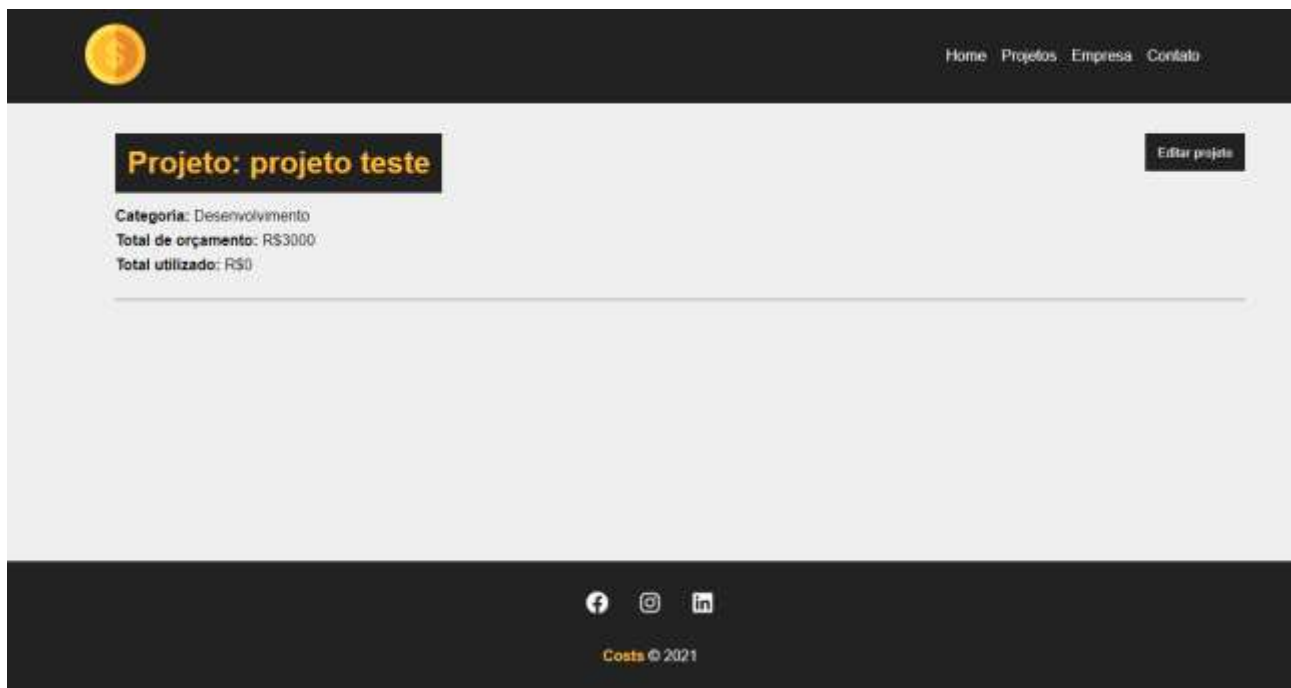 Home Projetos Empresa Contato
Projeto: projeto teste
Editar projeto
Categoria: Desenvolvimento
Total de orçamento: R$3000
Total utilizado: R$0
Costs © 2021